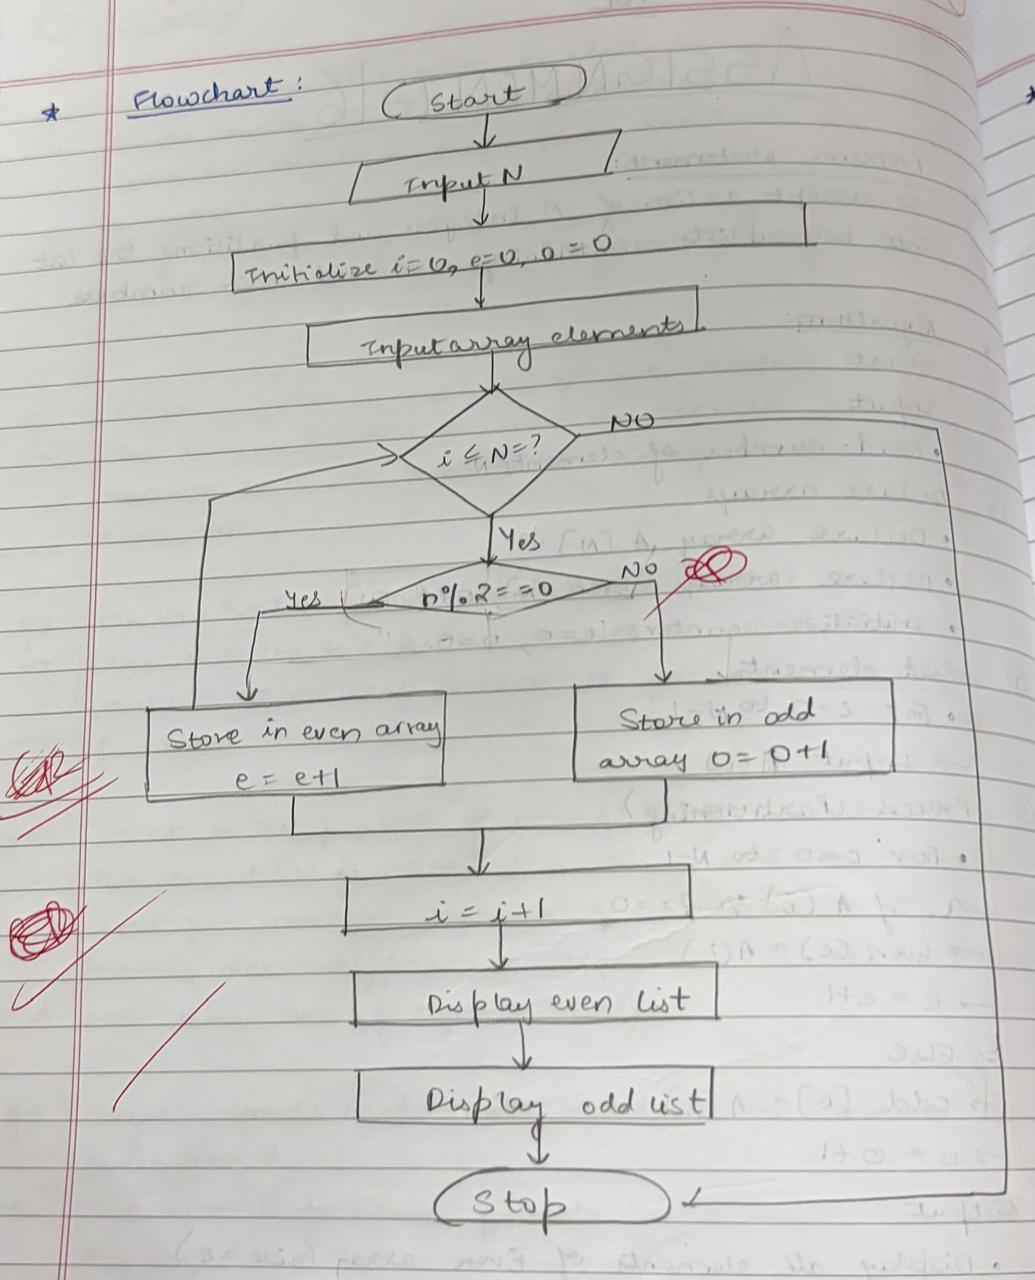 * Flowchart:
Start
Input N
Initialize i=0, e=0, o=0
Input array elements
i ≤ N=?
NO
Yes
n%2==0
Yes
NO
Store in even array
e = e+1
Store in odd
array o=o+1
i = i+1
Display even list
Display odd list
Stop